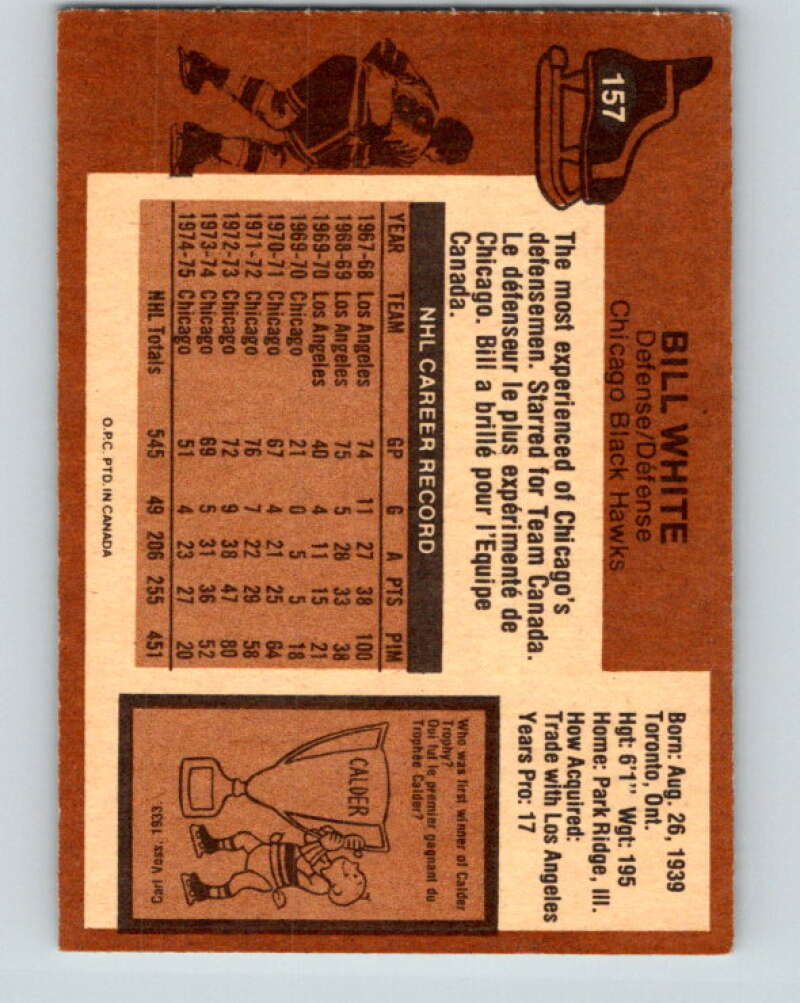 157
BILL WHITE
Defense/Défense
Chicago Black Hawks
The most experienced of Chicago's
defensemen. Starred for Team Canada.
Le défenseur le plus expérimenté de
Chicago. Bill a brillé pour l'Equipe
Canada.
NHL CAREER RECORD
YEAR TEAM GP G A PTS PIM
1967-68 Los Angeles 74 11 27 38 100
1968-69 Los Angeles 75 5 28 33 38
1969-70 Los Angeles 40 4 11 15 21
1969-70 Chicago 21 0 5 5 18
1970-71 Chicago 67 4 21 25 64
1971-72 Chicago 76 7 22 29 58
1972-73 Chicago 72 9 38 47 80
1973-74 Chicago 69 5 31 36 52
1974-75 Chicago 51 4 23 27 20
NHL Totals 545 49 206 255 451
O.P.C. PTD. IN CANADA
Born: Aug. 26, 1939
Toronto, Ont.
Hgt: 6'1" Wgt: 195
Home: Park Ridge, Ill.
How Acquired:
Trade with Los Angeles
Years Pro: 17
Who was first winner of Calder
Trophy?
Qui fut le premier gagnant du
Trophée Calder?
CALDER
Carl Voss, 1933.